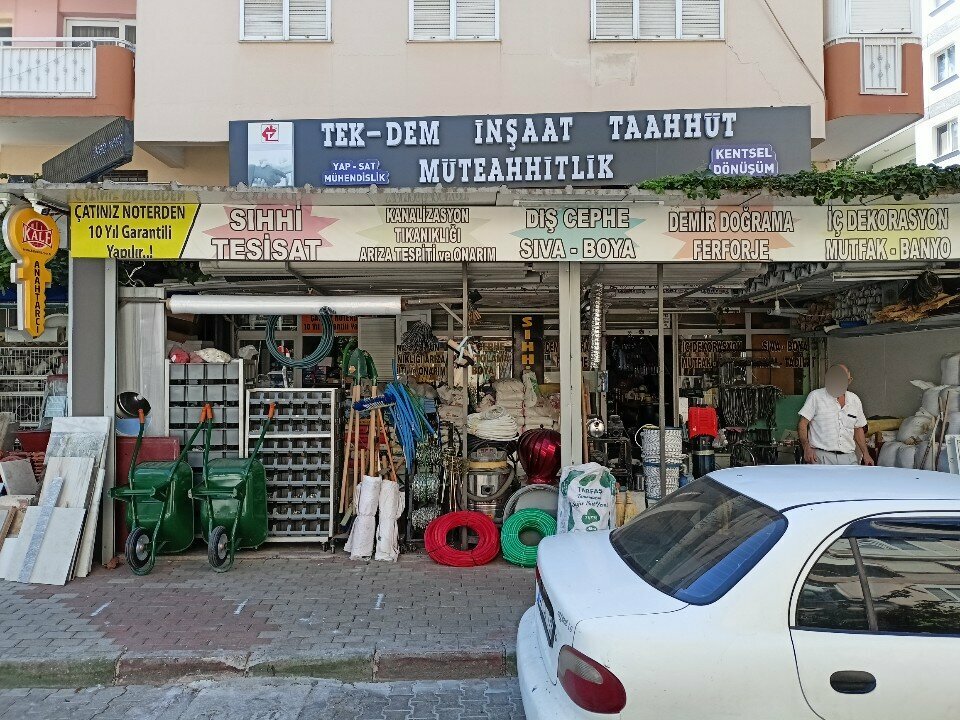 TEK-DEM İNŞAAT TAAHHÜT
MÜTEAHHİTLİK
YAP - SAT
MÜHENDİSLİK
KENTSEL
DÖNÜŞÜM
KALE
ANAHTARCI
ÇATINIZ NOTERDEN
10 Yıl Garantili
Yapılır..!
SIHHİ
TESİSAT
KANALİZASYON
TIKANIKLIĞI
ARIZA TESPİTİ ve ONARIM
DIŞ CEPHE
SIVA - BOYA
DEMİR DOĞRAMA
FERFORJE
İÇ DEKORASYON
MUTFAK - BANYO
SIHHİ